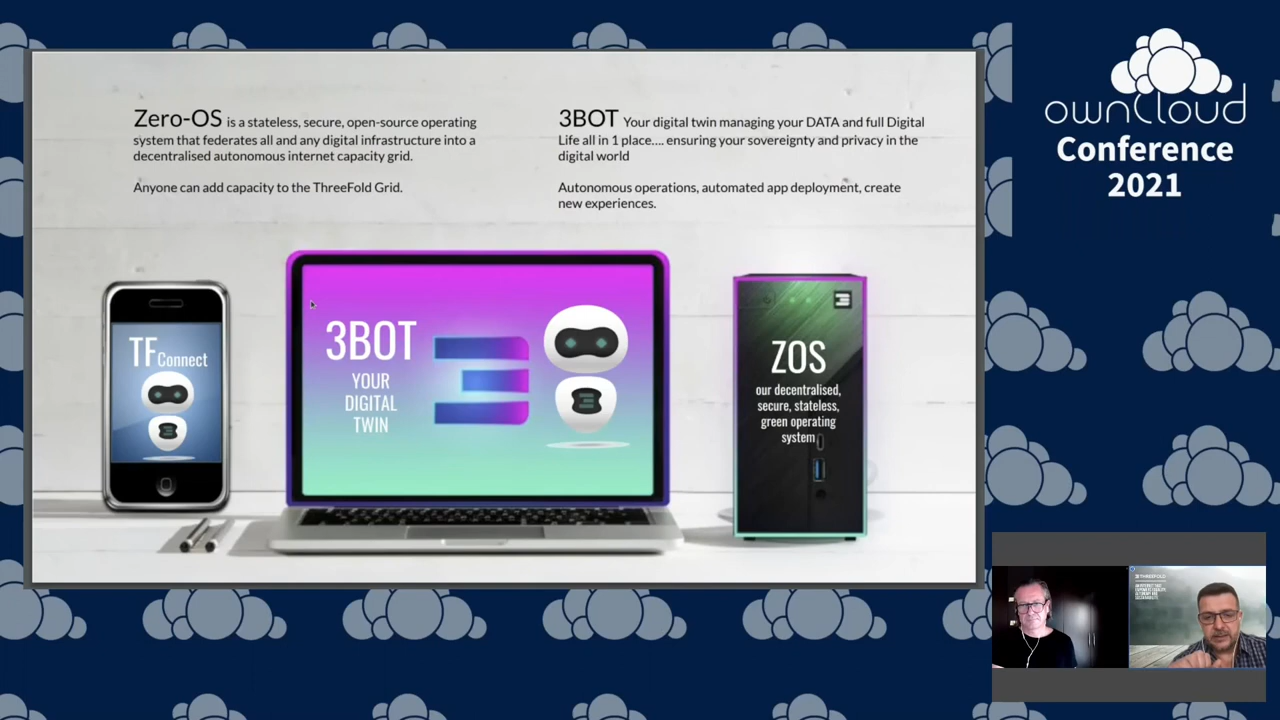 Zero-OS is a stateless, secure, open-source operating
system that federates all and any digital infrastructure into a
decentralised autonomous internet capacity grid.
Anyone can add capacity to the ThreeFold Grid.
3BOT Your digital twin managing your DATA and full Digital
Life all in 1 place.... ensuring your sovereignty and privacy in the
digital world
Autonomous operations, automated app deployment, create
new experiences.
TF Connect
3BOT
YOUR
DIGITAL
TWIN
ZOS
our decentralised,
secure, stateless,
green operating
system
ownCloud
Conference
2021
THREEFOLD